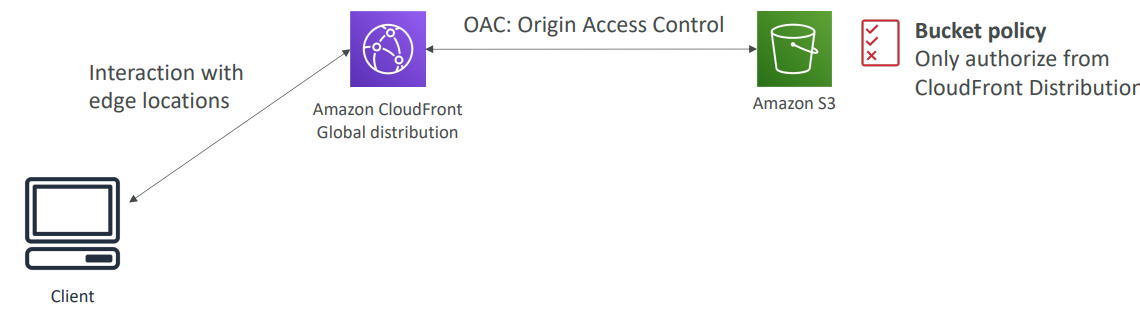 OAC: Origin Access Control
Bucket policy
Only authorize from
CloudFront Distribution
Interaction with
edge locations
Amazon CloudFront
Global distribution
Amazon S3
Client